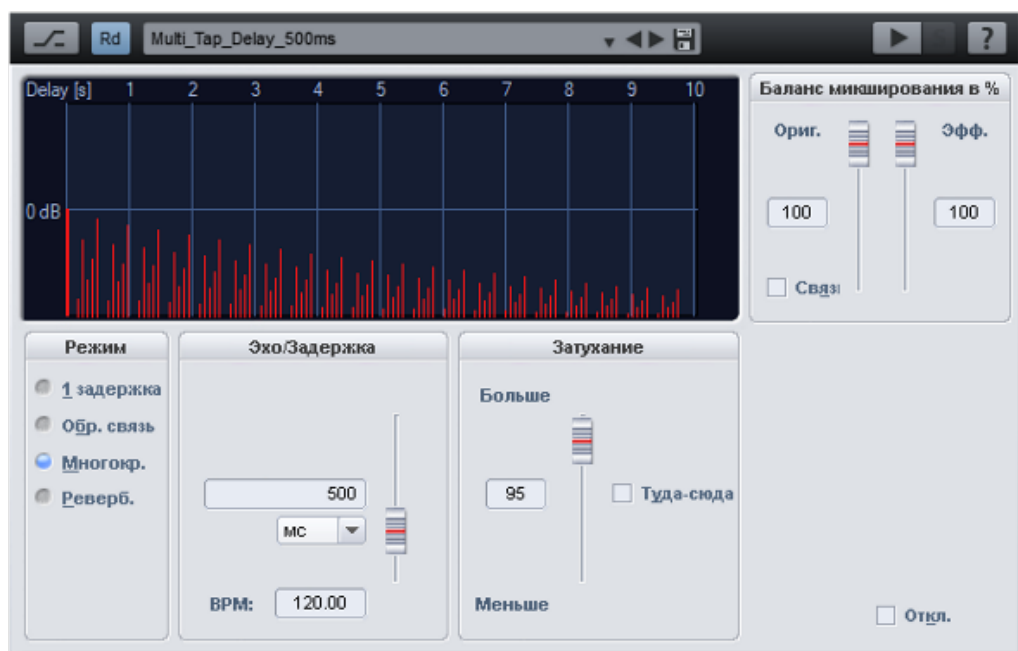 Rd Multi_Tap_Delay_500ms S ?
Delay [s] 1 2 3 4 5 6 7 8 9 10
0 dB
Баланс микширования в %
Ориг. Эфф.
100 100
Связ
Режим
1 задержка
Обр. связь
Многокр.
Реверб.
Эхо/Задержка
500
мс
BPM: 120.00
Затухание
Больше
95 Туда-сюда
Меньше
Откл.